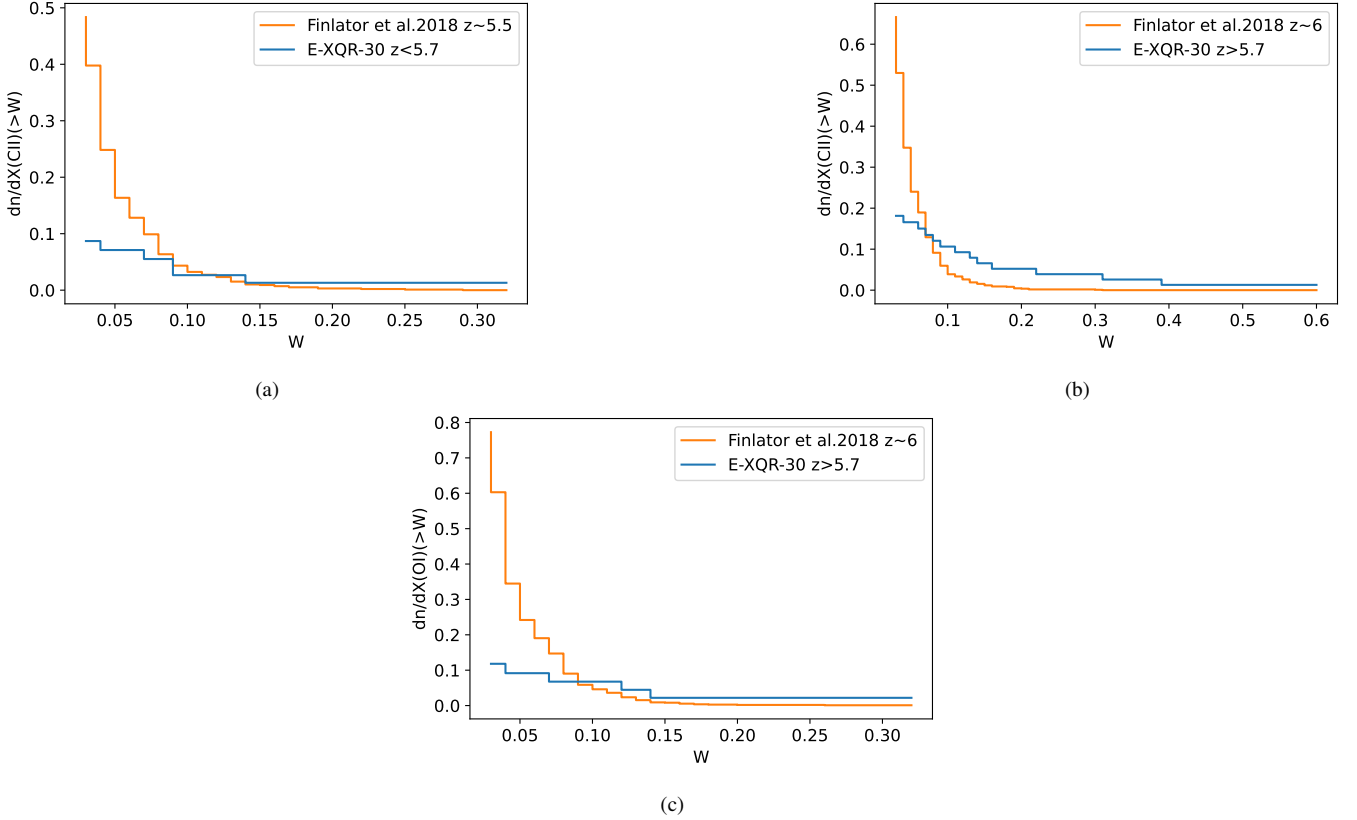 Finlator et al.2018 z~5.5
E-XQR-30 z<5.7
dn/dX(CII)(>W)
0.5
0.4
0.3
0.2
0.1
0.0
0.05 0.10 0.15 0.20 0.25 0.30
W
(a)
Finlator et al.2018 z~6
E-XQR-30 z>5.7
dn/dX(CII)(>W)
0.6
0.5
0.4
0.3
0.2
0.1
0.0
0.1 0.2 0.3 0.4 0.5 0.6
W
(b)
Finlator et al.2018 z~6
E-XQR-30 z>5.7
dn/dX(OI)(>W)
0.8
0.7
0.6
0.5
0.4
0.3
0.2
0.1
0.0
0.05 0.10 0.15 0.20 0.25 0.30
W
(c)